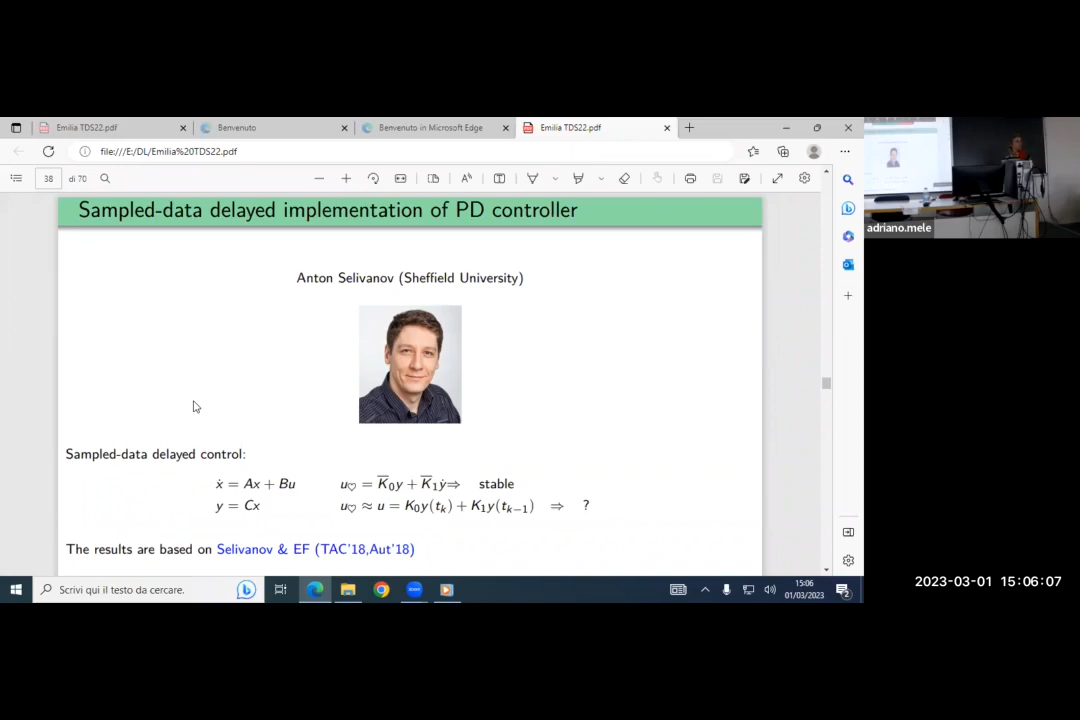 Emilia TDS22.pdf
Benvenuto
Benvenuto in Microsoft Edge
Emilia TDS22.pdf
file:///E:/DL/Emilia%20TDS22.pdf
38 di 70
Sampled-data delayed implementation of PD controller
adriano.mele
Anton Selivanov (Sheffield University)
Sampled-data delayed control:
ẋ = Ax + Bu u♡ = K̅₀y + K̅₁ẏ ⇒ stable
y = Cx u♡ ≈ u = K₀y(tₖ) + K₁y(tₖ₋₁) ⇒ ?
The results are based on Selivanov & EF (TAC'18,Aut'18)
Scrivi qui il testo da cercare.
15:06
01/03/2023
2
2023-03-01 15:06:07